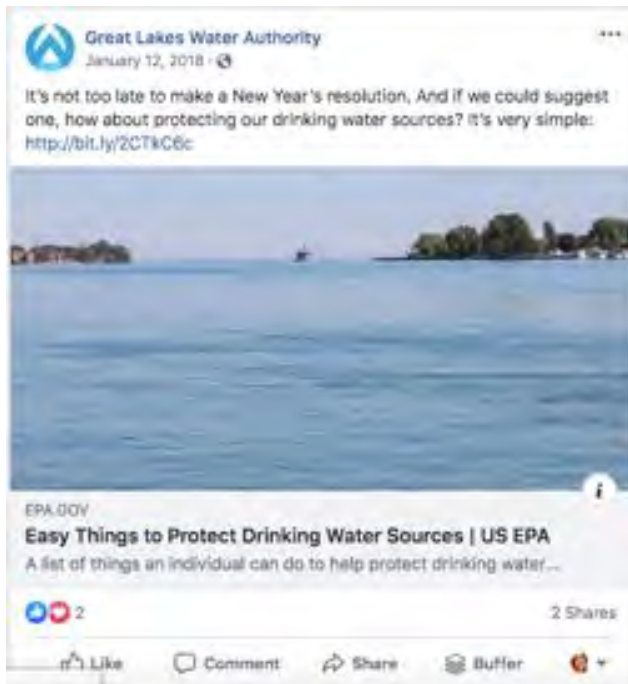 Great Lakes Water Authority
January 12, 2018 ·
It's not too late to make a New Year's resolution. And if we could suggest
one, how about protecting our drinking water sources? It's very simple:
http://bit.ly/2CTkC6c
i
EPA.GOV
Easy Things to Protect Drinking Water Sources | US EPA
A list of things an individual can do to help protect drinking water...
2
2 Shares
Like Comment Share Buffer